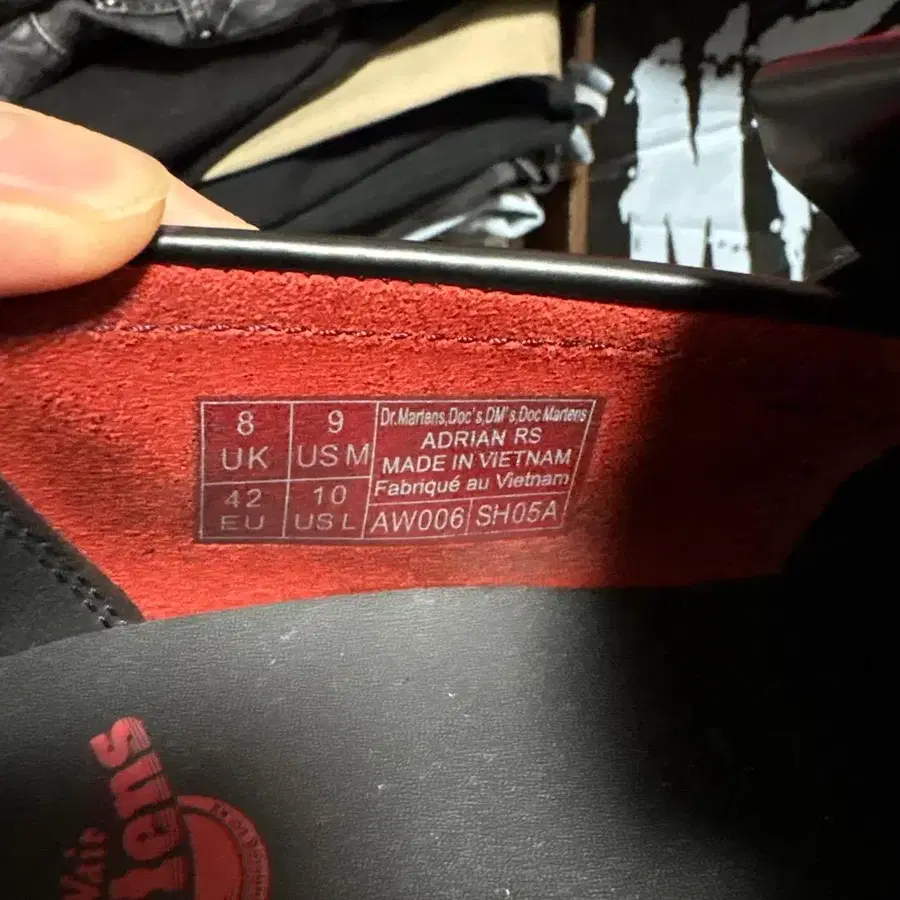 8 UK
9 US M
42 EU
10 US L
Dr.Martens,Doc's,DM's,Doc Martens
ADRIAN RS
MADE IN VIETNAM
Fabriqué au Vietnam
AW006 SH05A
Wair